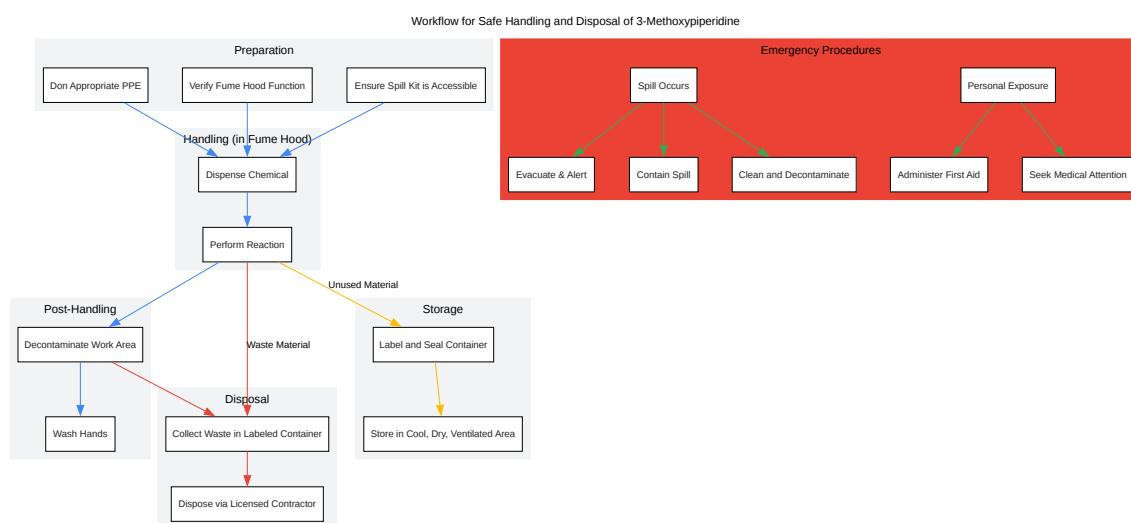 Workflow for Safe Handling and Disposal of 3-Methoxypiperidine
Preparation
Don Appropriate PPE
Verify Fume Hood Function
Ensure Spill Kit is Accessible
Emergency Procedures
Spill Occurs
Personal Exposure
Evacuate & Alert
Contain Spill
Clean and Decontaminate
Administer First Aid
Seek Medical Attention
Handling (in Fume Hood)
Dispense Chemical
Perform Reaction
Unused Material
Waste Material
Post-Handling
Decontaminate Work Area
Wash Hands
Storage
Label and Seal Container
Store in Cool, Dry, Ventilated Area
Disposal
Collect Waste in Labeled Container
Dispose via Licensed Contractor